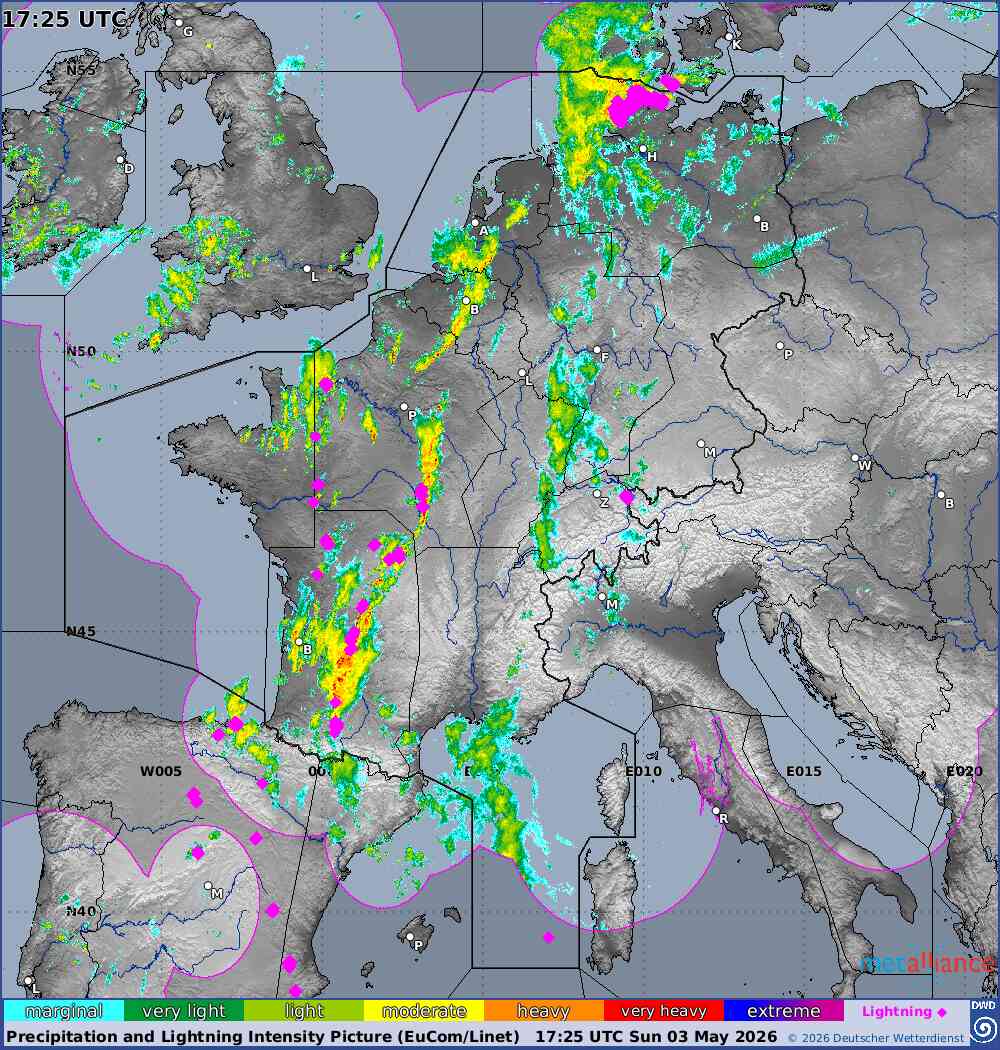 17:25 UTC
G
K
N55
D
H
A
B
L
B
N50
F
P
L
P
M
W
Z
B
M
N45
B
W005
00
E
E010
E015
E020
R
M
N40
P
L
metalliance
marginal very light light moderate heavy very heavy extreme Lightning
DWD
Precipitation and Lightning Intensity Picture (EuCom/Linet) 17:25 UTC Sun 03 May 2026 © 2026 Deutscher Wetterdienst